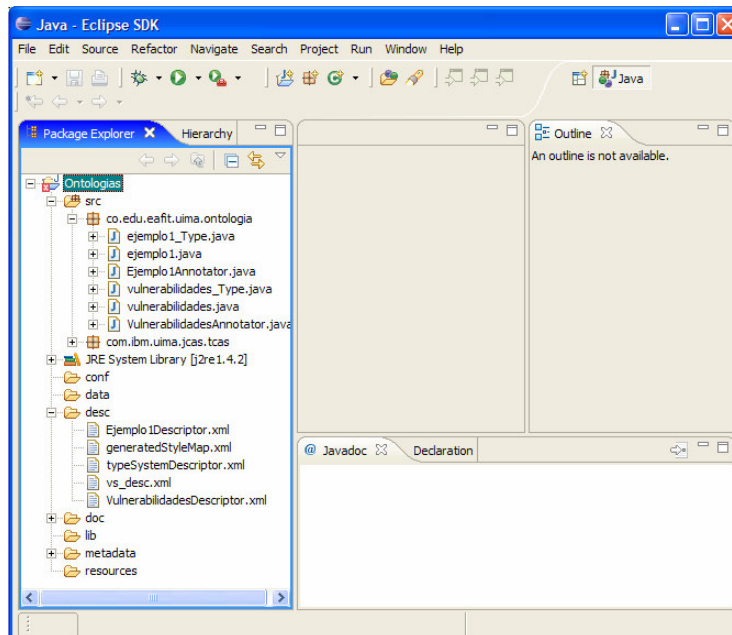 Java - Eclipse SDK
File Edit Source Refactor Navigate Search Project Run Window Help
Java
Package Explorer Hierarchy
Outline
An outline is not available.
Ontologias
src
co.edu.eafit.uima.ontologia
ejemplo1_Type.java
ejemplo1.java
Ejemplo1Annotator.java
vulnerabilidades_Type.java
vulnerabilidades.java
VulnerabilidadesAnnotator.java
com.ibm.uima.jcas.tcas
JRE System Library [j2re1.4.2]
conf
data
desc
Ejemplo1Descriptor.xml
generatedStyleMap.xml
typeSystemDescriptor.xml
vs_desc.xml
VulnerabilidadesDescriptor.xml
doc
lib
metadata
resources
@ Javadoc Declaration